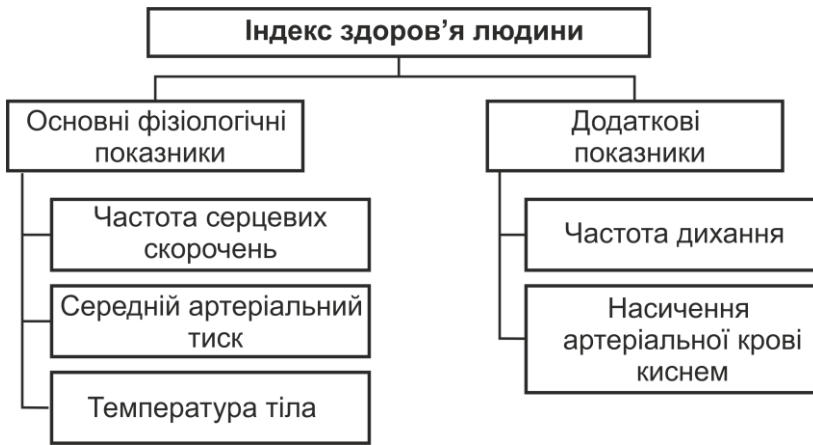 Індекс здоров’я людини
Основні фізіологічні
показники
Частота серцевих
скорочень
Середній артеріальний
тиск
Температура тіла
Додаткові
показники
Частота дихання
Насичення
артеріальної крові
киснем